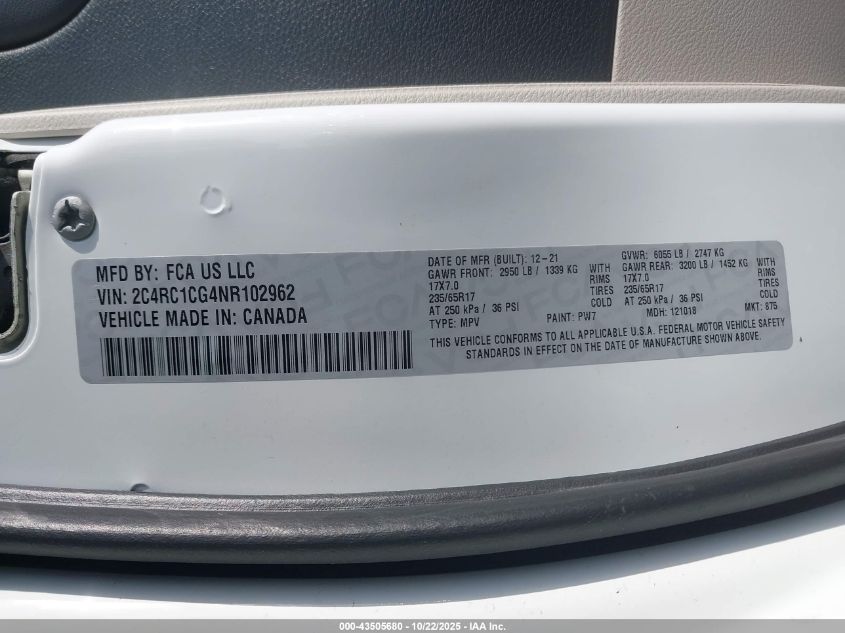 MFD BY: FCA US LLC
VIN: 2C4RC1CG4NR102962
VEHICLE MADE IN: CANADA
DATE OF MFR (BUILT): 12-21
GAWR FRONT: 2950 LB / 1339 KG WITH
17X7.0 RIMS
235/65R17 TIRES
AT 250 kPa / 36 PSI COLD
TYPE: MPV PAINT: PW7
GVWR: 6055 LB / 2747 KG
GAWR REAR: 3200 LB / 1452 KG WITH
17X7.0 RIMS
235/65R17 TIRES
AT 250 kPa / 36 PSI COLD
MDH: 121018 MKT: 875
THIS VEHICLE CONFORMS TO ALL APPLICABLE U.S.A. FEDERAL MOTOR VEHICLE SAFETY
STANDARDS IN EFFECT ON THE DATE OF MANUFACTURE SHOWN ABOVE.
000-43505680 - 10/22/2025 - IAA Inc.